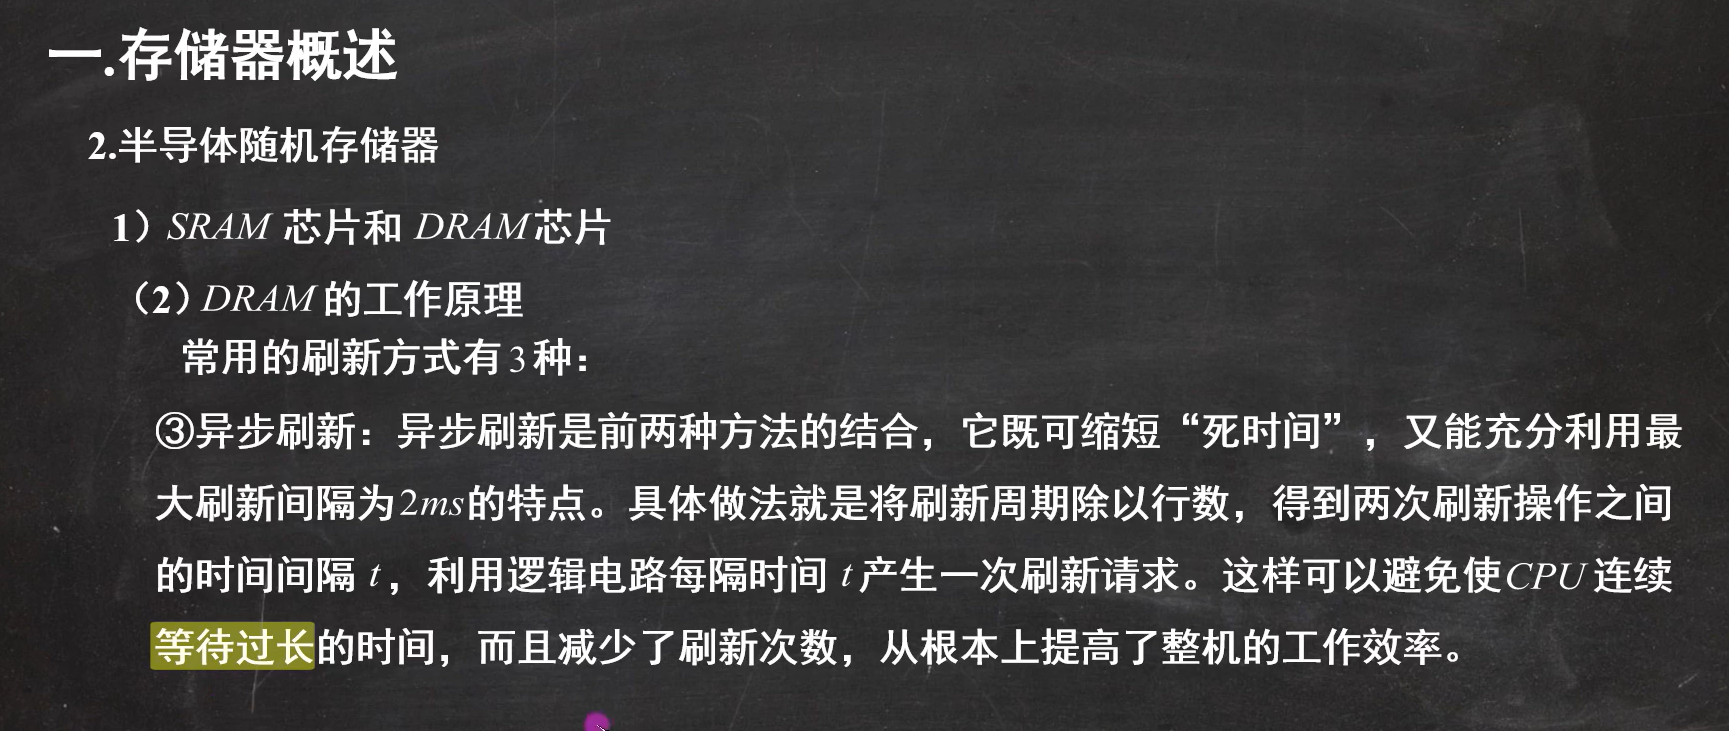 一.存储器概述
2.半导体随机存储器
1）SRAM 芯片和 DRAM芯片
（2）DRAM 的工作原理
常用的刷新方式有3种：
③异步刷新：异步刷新是前两种方法的结合，它既可缩短“死时间”，又能充分利用最
大刷新间隔为2ms的特点。具体做法就是将刷新周期除以行数，得到两次刷新操作之间
的时间间隔 t，利用逻辑电路每隔时间 t产生一次刷新请求。这样可以避免使CPU连续
等待过长的时间，而且减少了刷新次数，从根本上提高了整机的工作效率。